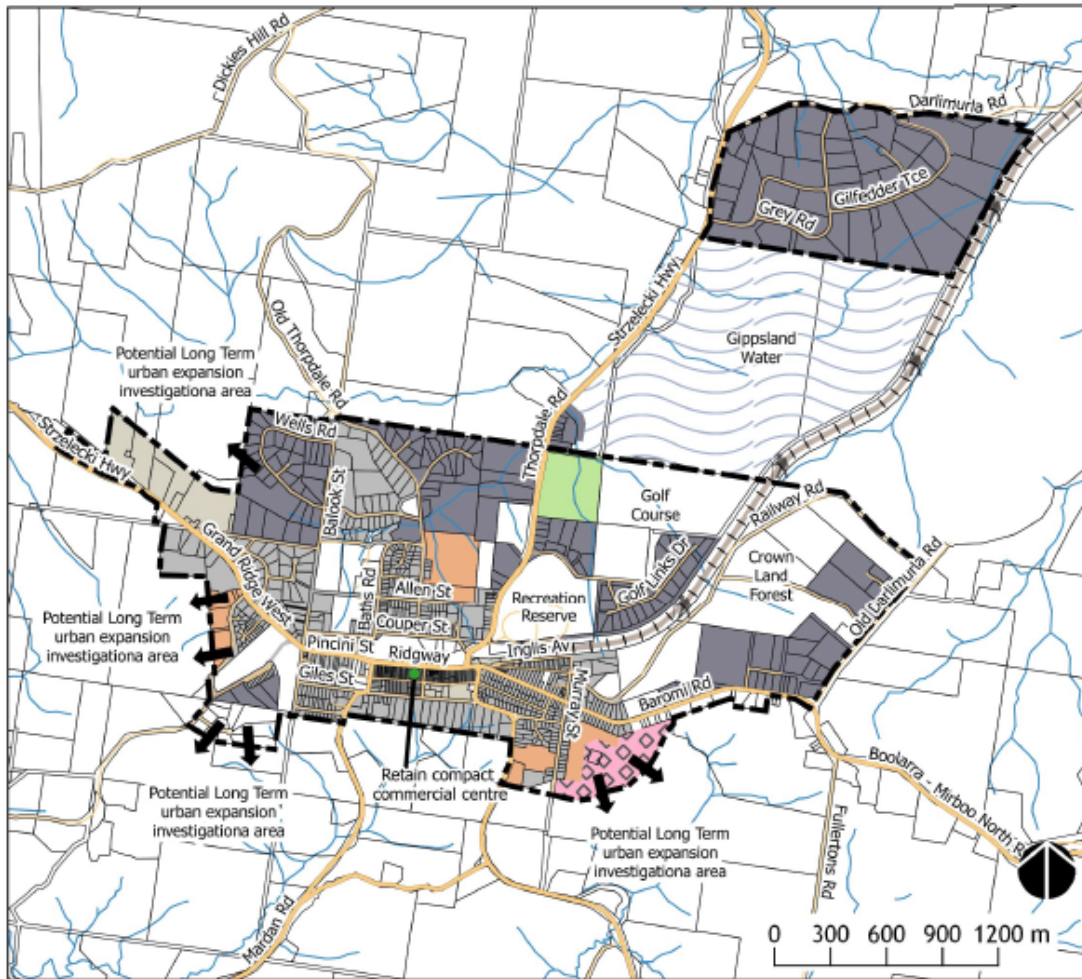 Dickies Hill Rd
Darlimurla Rd
Gilfedder Tce
Grey Rd
Strzelecki Hwy
Gippsland
Water
Old Thorpdale Rd
Potential Long Term
urban expansion
investigationa area
Strzelecki Hwy
Wells Rd
Balook St
Thorpdale Rd
Golf
Course
Railway Rd
Grand Ridge West
Baths Rd
Allen St
Couper St
Golf Links Dr
Crown
Land
Forest
Old Darlimurla Rd
Recreation
Reserve
Potential Long Term
urban expansion
investigationa area
Pincini St
Ridgway
Inglis Av
Giles St
Murray St
Baromi Rd
Retain compact
commercial centre
Boolarra - Mirboo North R
Potential Long Term
urban expansion
investigationa area
Potential Long Term
urban expansion
investigationa area
Fullertons Rd
Mardan Rd
0 300 600 900 1200 m